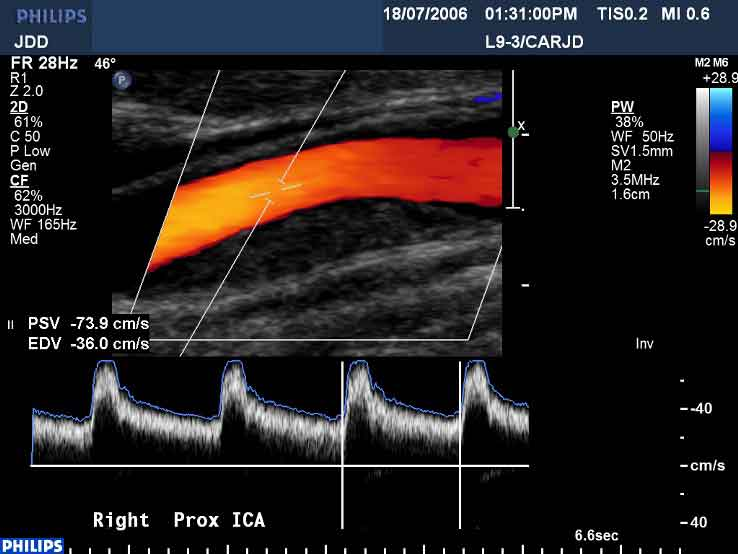 PHILIPS
18/07/2006 01:31:00PM TIS0.2 MI 0.6
JDD
L9-3/CARJD
FR 28Hz 46°
R1
Z 2.0
2D
61%
C 50
P Low
Gen
CF
62%
3000Hz
WF 165Hz
Med
P
X
M2 M6
+28.9
PW
38%
WF 50Hz
SV1.5mm
M2
3.5MHz
1.6cm
-28.9
cm/s
PSV -73.9 cm/s
EDV -36.0 cm/s
Inv
-40
cm/s
40
Right Prox ICA
6.6sec
PHILIPS